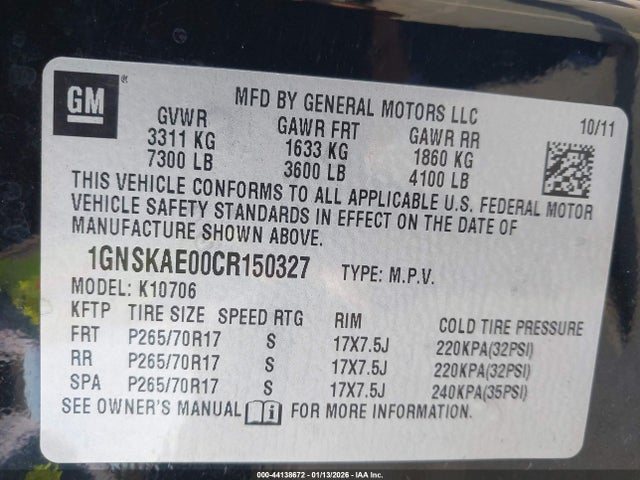 GM®
MFD BY GENERAL MOTORS LLC
10/11
GVWR GAWR FRT GAWR RR
3311 KG 1633 KG 1860 KG
7300 LB 3600 LB 4100 LB
THIS VEHICLE CONFORMS TO ALL APPLICABLE U.S. FEDERAL MOTOR
VEHICLE SAFETY STANDARDS IN EFFECT ON THE DATE OF
MANUFACTURE SHOWN ABOVE.
1GNSKAE00CR150327 TYPE: M.P.V.
MODEL: K10706
KFTP TIRE SIZE SPEED RTG RIM COLD TIRE PRESSURE
FRT P265/70R17 S 17X7.5J 220KPA(32PSI)
RR P265/70R17 S 17X7.5J 220KPA(32PSI)
SPA P265/70R17 S 17X7.5J 240KPA(35PSI)
SEE OWNER'S MANUAL i FOR MORE INFORMATION.
000-44138672 - 01/13/2026 - IAA Inc.